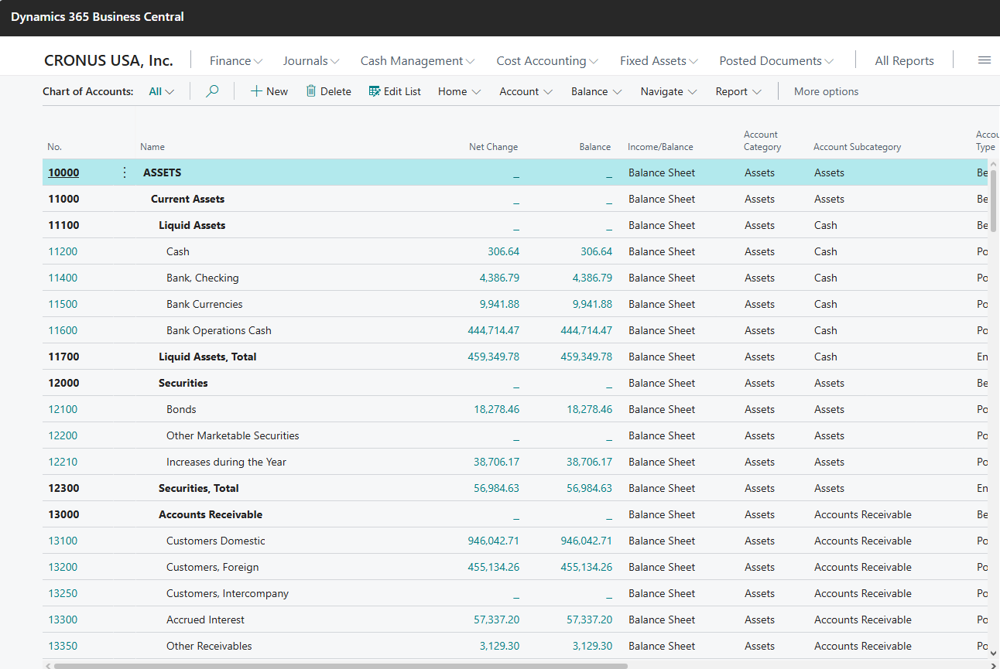 Dynamics 365 Business Central
CRONUS USA, Inc. Finance Journals Cash Management Cost Accounting Fixed Assets Posted Documents All Reports
Chart of Accounts: All New Delete Edit List Home Account Balance Navigate Report More options
No. Name Net Change Balance Income/Balance Account Category Account Subcategory Accou Type
10000 ASSETS _ _ Balance Sheet Assets Assets Be
11000 Current Assets _ _ Balance Sheet Assets Assets Be
11100 Liquid Assets _ _ Balance Sheet Assets Cash Be
11200 Cash 306.64 306.64 Balance Sheet Assets Cash Po
11400 Bank, Checking 4,386.79 4,386.79 Balance Sheet Assets Cash Po
11500 Bank Currencies 9,941.88 9,941.88 Balance Sheet Assets Cash Po
11600 Bank Operations Cash 444,714.47 444,714.47 Balance Sheet Assets Cash Po
11700 Liquid Assets, Total 459,349.78 459,349.78 Balance Sheet Assets Cash En
12000 Securities _ _ Balance Sheet Assets Assets Be
12100 Bonds 18,278.46 18,278.46 Balance Sheet Assets Assets Po
12200 Other Marketable Securities _ _ Balance Sheet Assets Assets Po
12210 Increases during the Year 38,706.17 38,706.17 Balance Sheet Assets Assets Po
12300 Securities, Total 56,984.63 56,984.63 Balance Sheet Assets Assets En
13000 Accounts Receivable _ _ Balance Sheet Assets Accounts Receivable Be
13100 Customers Domestic 946,042.71 946,042.71 Balance Sheet Assets Accounts Receivable Po
13200 Customers, Foreign 455,134.26 455,134.26 Balance Sheet Assets Accounts Receivable Po
13250 Customers, Intercompany _ _ Balance Sheet Assets Accounts Receivable Po
13300 Accrued Interest 57,337.20 57,337.20 Balance Sheet Assets Accounts Receivable Po
13350 Other Receivables 3,129.30 3,129.30 Balance Sheet Assets Accounts Receivable Po